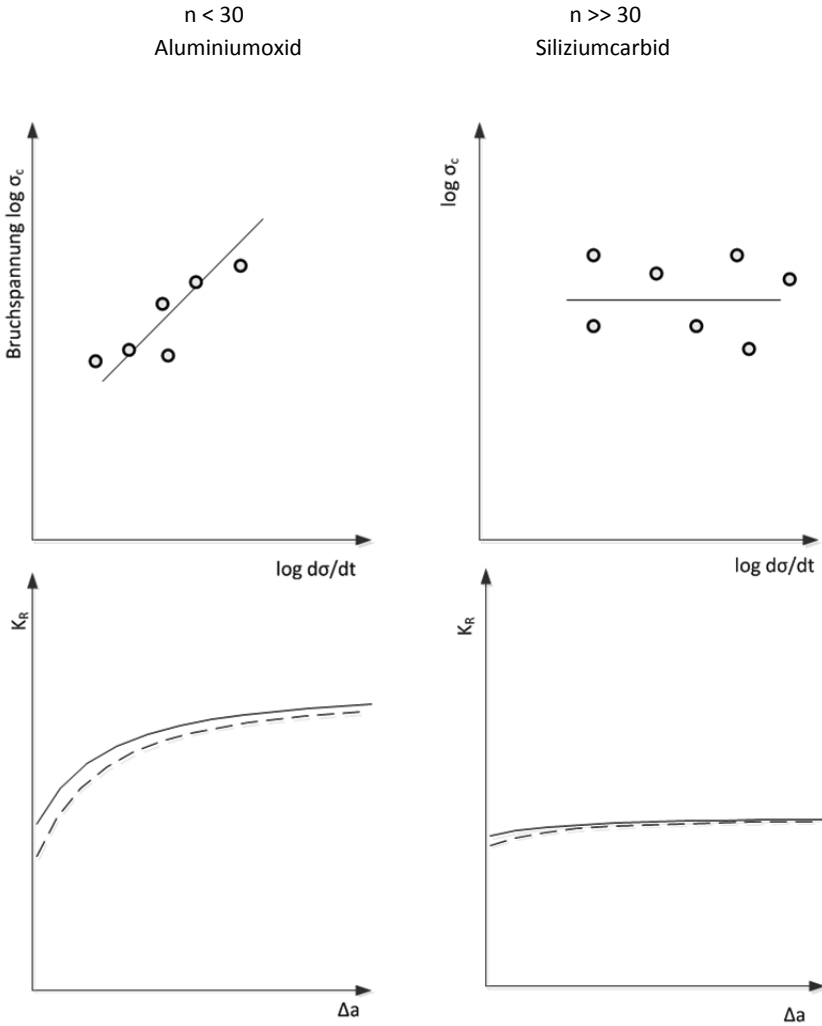 n < 30
Aluminiumoxid
n >> 30
Siliziumcarbid
Bruchspannung log σc
log dσ/dt
log σc
log dσ/dt
KR
Δa
KR
Δa